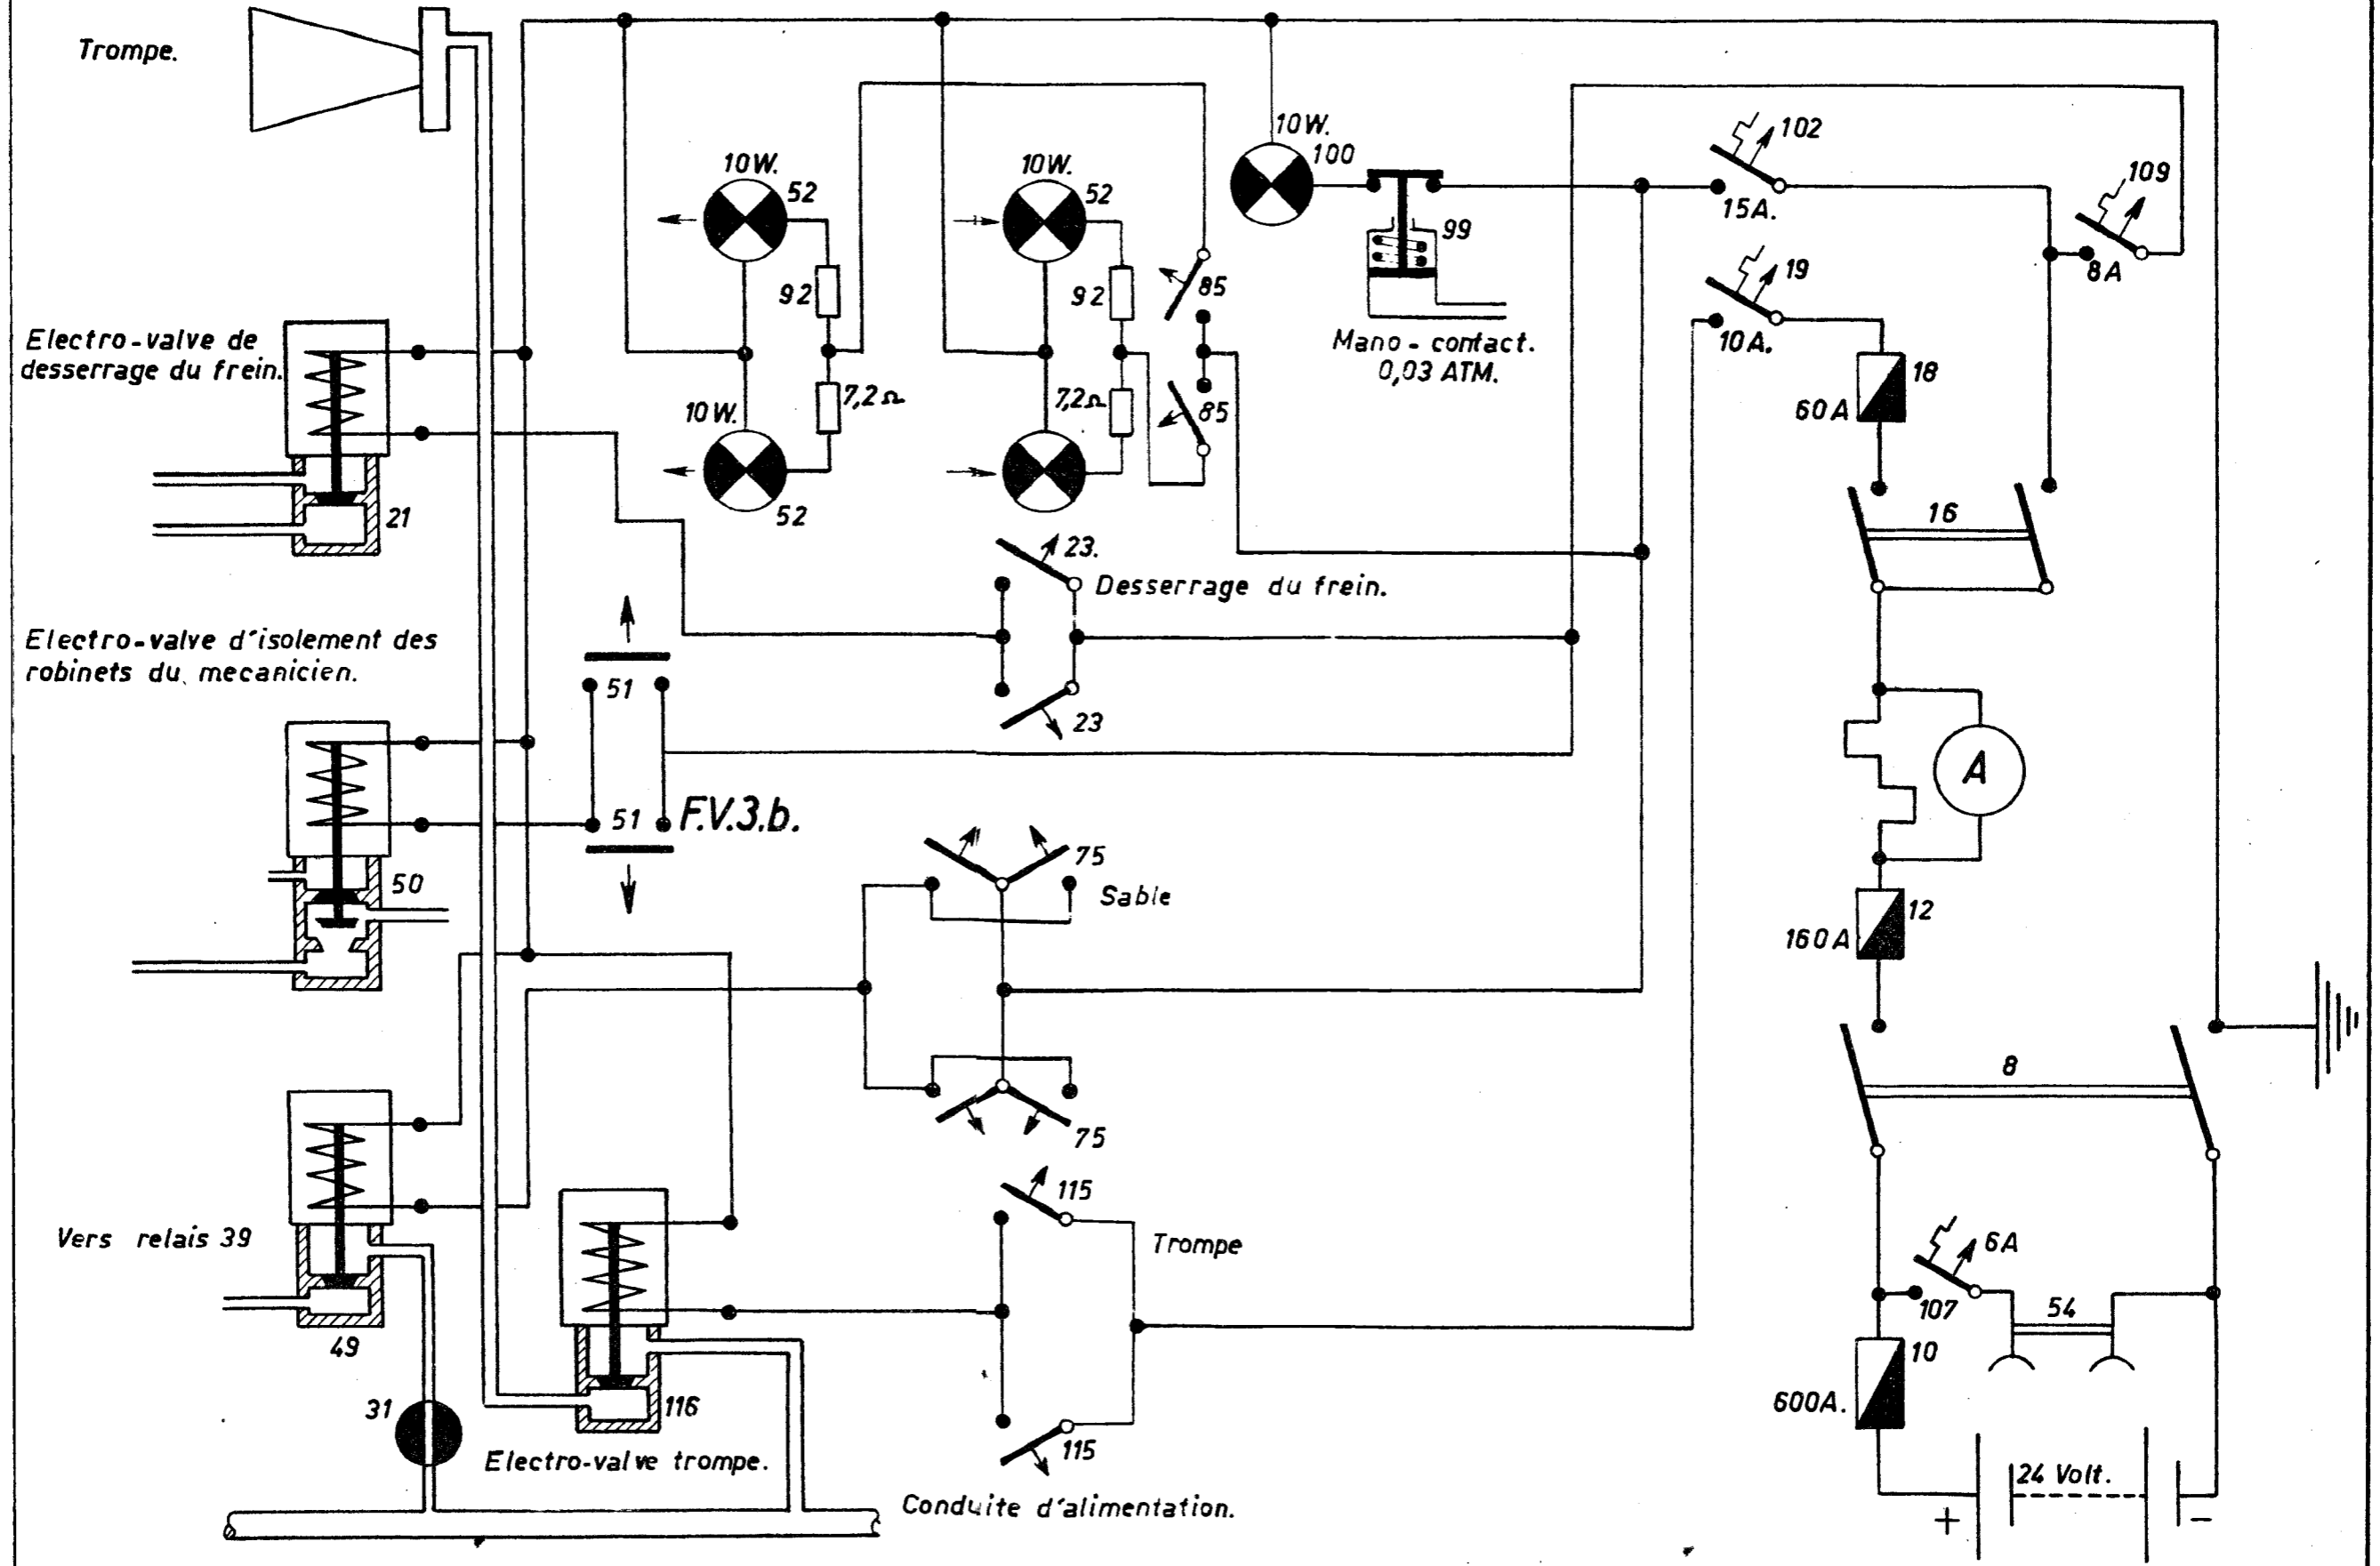 Trompe.
10W.
52
10W.
52
10W.
100
102
15A.
109
8A
92
92
85
99
19
10A.
Electro-valve de
desserrage du frein.
7,2Ω
10W.
52
7,2Ω
85
Mano-contact.
0,03 ATM.
18
60A
21
16
23.
Desserrage du frein.
Electro-valve d'isolement des
robinets du mecanicien.
51
23
A
51
F.V.3.b.
75
Sable
50
12
160A
8
75
115
Trompe
Vers relais 39
6A
107
54
49
10
600A.
31
116
115
Electro-valve trompe.
24 Volt.
Conduite d'alimentation.
+
-